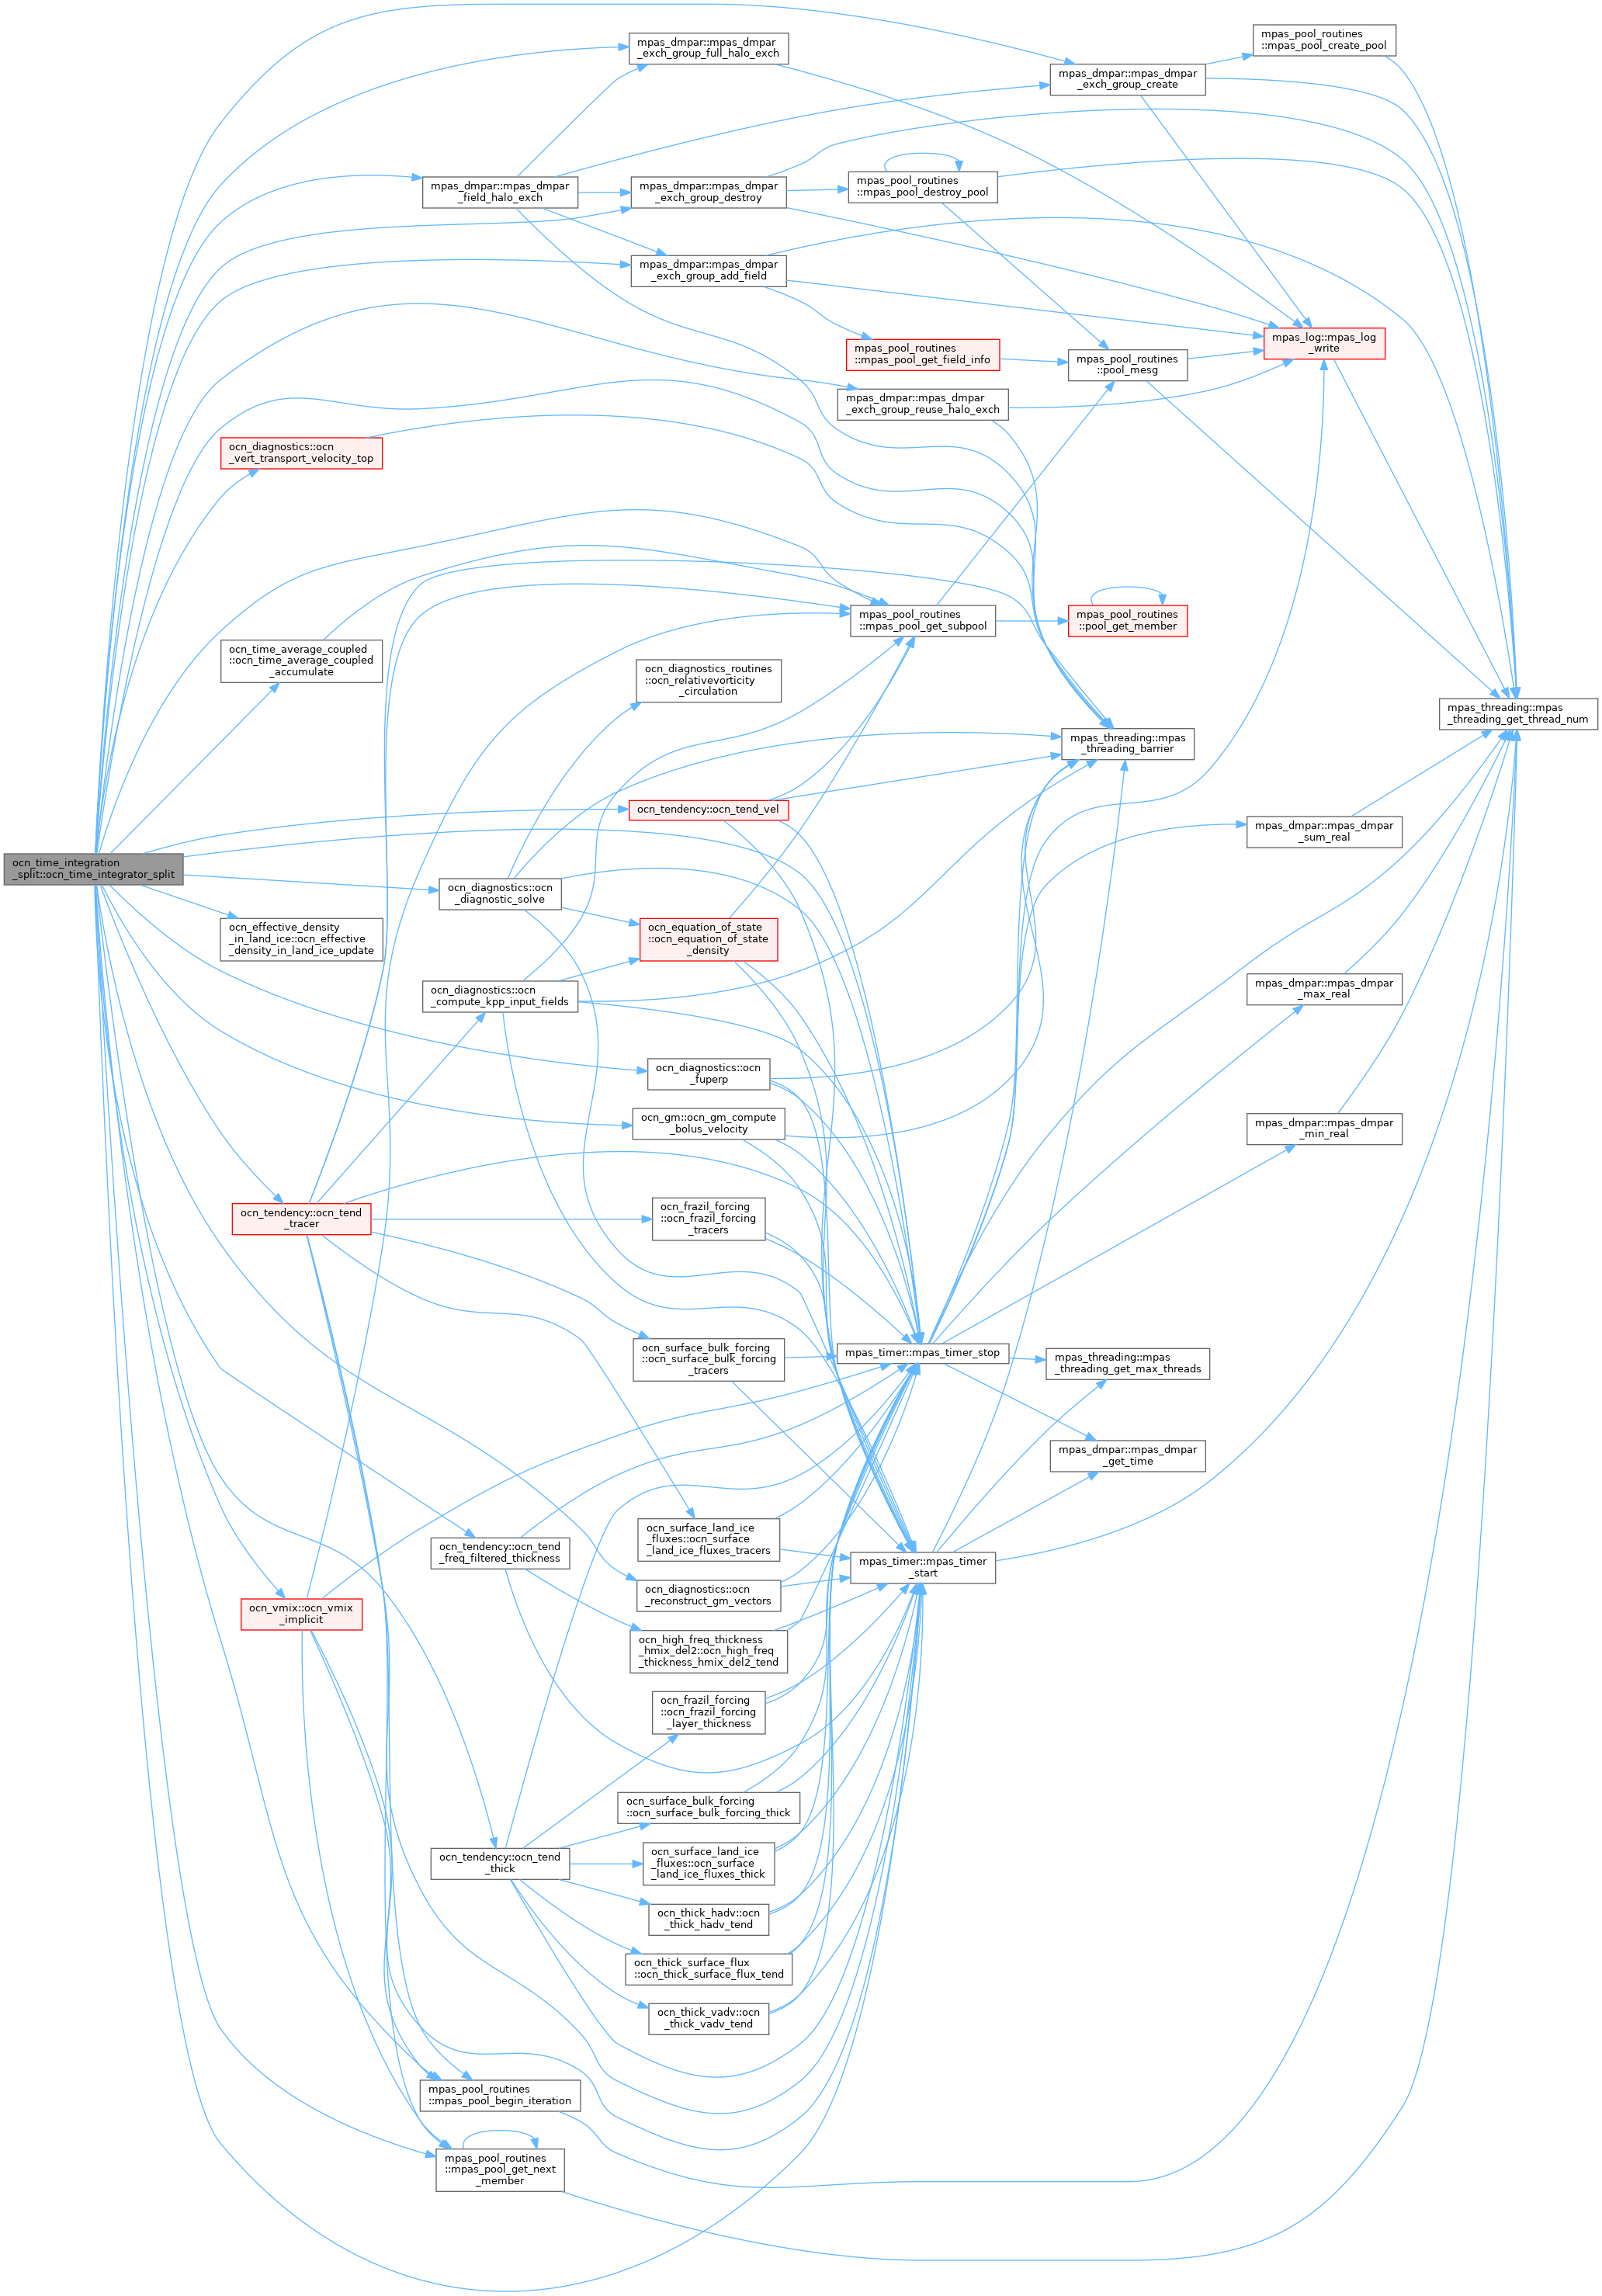 mpas_pool_routines
::mpas_pool_create_pool
mpas_dmpar::mpas_dmpar
_exch_group_full_halo_exch
mpas_dmpar::mpas_dmpar
_exch_group_create
mpas_dmpar::mpas_dmpar
_field_halo_exch
mpas_dmpar::mpas_dmpar
_exch_group_destroy
mpas_pool_routines
::mpas_pool_destroy_pool
mpas_dmpar::mpas_dmpar
_exch_group_add_field
mpas_pool_routines
::mpas_pool_get_field_info
mpas_pool_routines
::pool_mesg
mpas_log::mpas_log
_write
mpas_dmpar::mpas_dmpar
_exch_group_reuse_halo_exch
ocn_diagnostics::ocn
_vert_transport_velocity_top
mpas_pool_routines
::mpas_pool_get_subpool
mpas_pool_routines
::pool_get_member
ocn_time_average_coupled
::ocn_time_average_coupled
_accumulate
ocn_diagnostics_routines
::ocn_relativevorticity
_circulation
mpas_threading::mpas
_threading_get_thread_num
mpas_threading::mpas
_threading_barrier
ocn_tendency::ocn_tend_vel
mpas_dmpar::mpas_dmpar
_sum_real
ocn_time_integration
_split::ocn_time_integrator_split
ocn_diagnostics::ocn
_diagnostic_solve
ocn_effective_density
_in_land_ice::ocn_effective
_density_in_land_ice_update
ocn_equation_of_state
::ocn_equation_of_state
_density
ocn_diagnostics::ocn
_compute_kpp_input_fields
mpas_dmpar::mpas_dmpar
_max_real
ocn_diagnostics::ocn
_fuperp
ocn_gm::ocn_gm_compute
_bolus_velocity
mpas_dmpar::mpas_dmpar
_min_real
ocn_tendency::ocn_tend
_tracer
ocn_frazil_forcing
::ocn_frazil_forcing
_tracers
ocn_surface_bulk_forcing
::ocn_surface_bulk_forcing
_tracers
mpas_timer::mpas_timer_stop
mpas_threading::mpas
_threading_get_max_threads
mpas_dmpar::mpas_dmpar
_get_time
ocn_surface_land_ice
_fluxes::ocn_surface
_land_ice_fluxes_tracers
ocn_tendency::ocn_tend
_freq_filtered_thickness
mpas_timer::mpas_timer
_start
ocn_diagnostics::ocn
_reconstruct_gm_vectors
ocn_vmix::ocn_vmix
_implicit
ocn_high_freq_thickness
_hmix_del2::ocn_high_freq
_thickness_hmix_del2_tend
ocn_frazil_forcing
::ocn_frazil_forcing
_layer_thickness
ocn_surface_bulk_forcing
::ocn_surface_bulk_forcing_thick
ocn_tendency::ocn_tend
_thick
ocn_surface_land_ice
_fluxes::ocn_surface
_land_ice_fluxes_thick
ocn_thick_hadv::ocn
_thick_hadv_tend
ocn_thick_surface_flux
::ocn_thick_surface_flux_tend
ocn_thick_vadv::ocn
_thick_vadv_tend
mpas_pool_routines
::mpas_pool_begin_iteration
mpas_pool_routines
::mpas_pool_get_next
_member